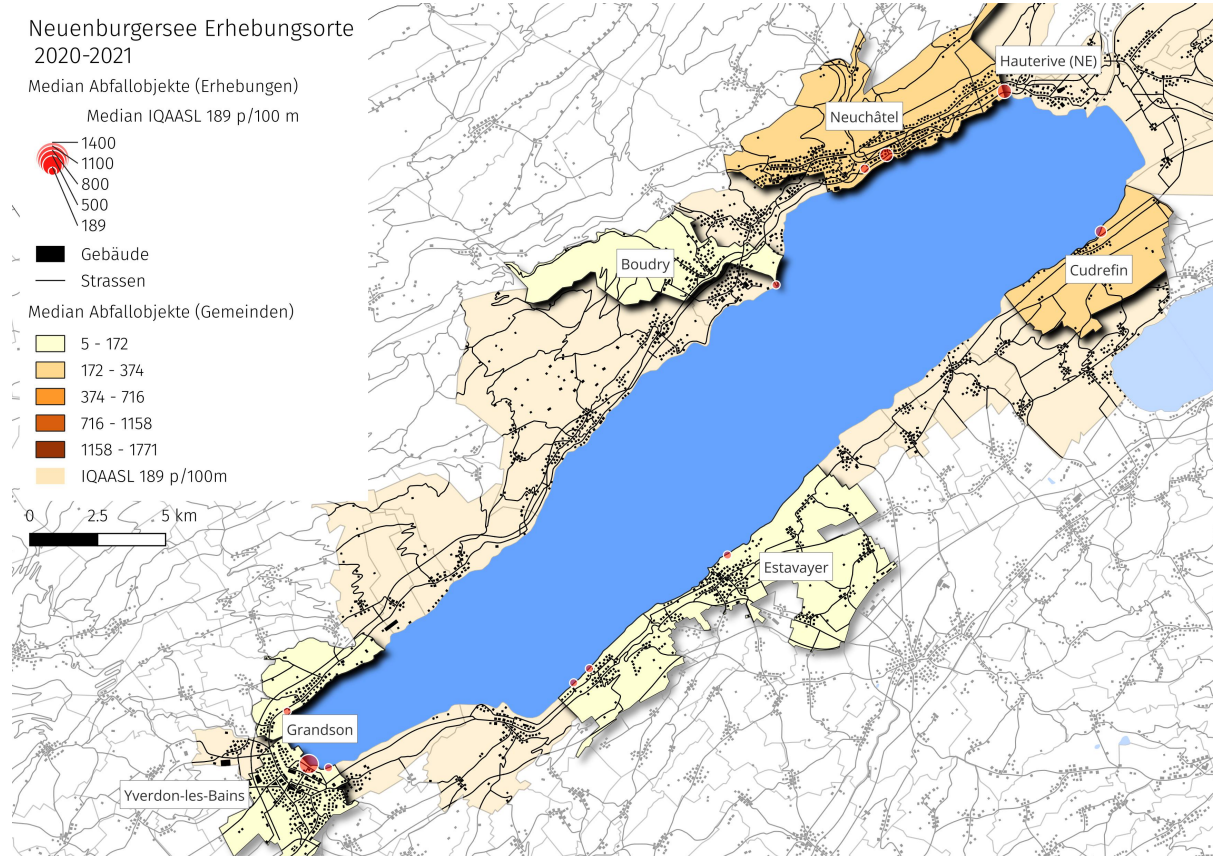 Neuenburgersee Erhebungsorte
2020-2021
Median Abfallobjekte (Erhebungen)
Median IQAASL 189 p/100 m
1400
1100
800
500
189
Gebäude
Strassen
Median Abfallobjekte (Gemeinden)
5 - 172
172 - 374
374 - 716
716 - 1158
1158 - 1771
IQAASL 189 p/100m
0 2.5 5 km
Hauterive (NE)
Neuchâtel
Boudry
Cudrefin
Estavayer
Grandson
Yverdon-les-Bains